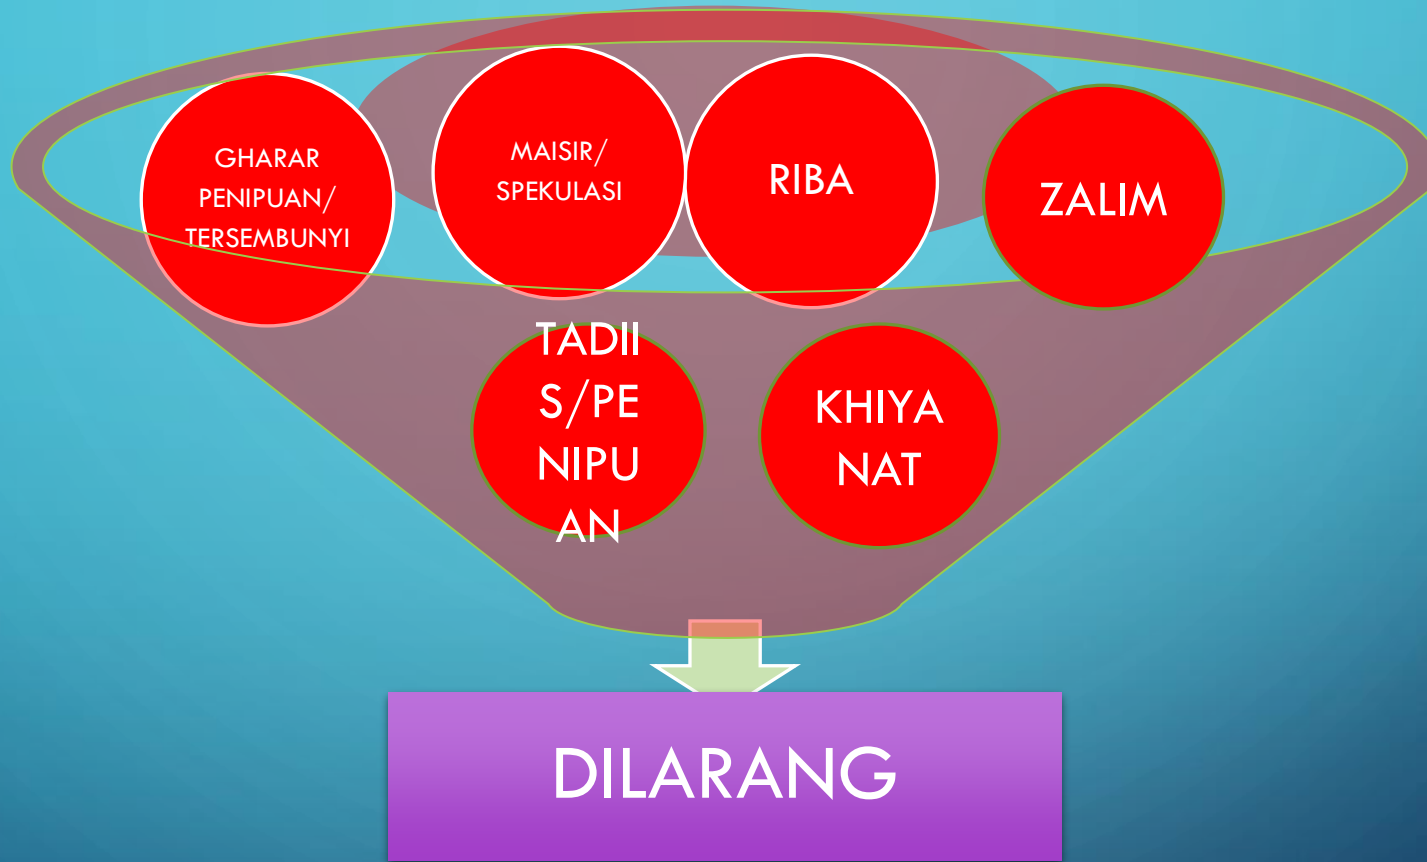 GHARAR
PENIPUAN/
TERSEMBUNYI
MAISIR/
SPEKULASI
RIBA
ZALIM
TADII
S/PE
NIPU
AN
KHIYA
NAT
DILARANG